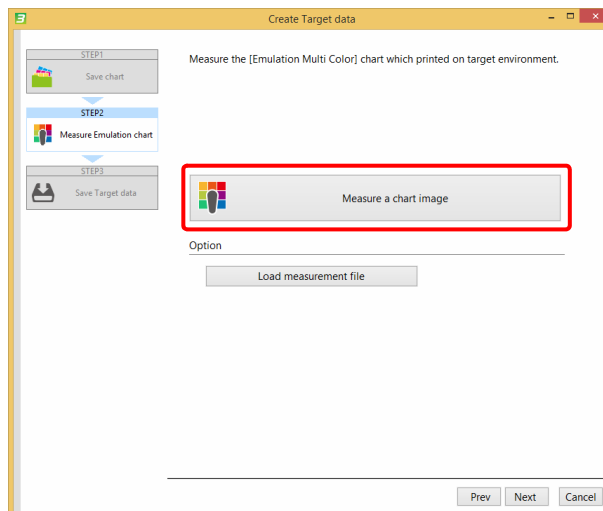 Create Target data
STEP1
Save chart
STEP2
Measure Emulation chart
STEP3
Save Target data
Measure the [Emulation Multi Color] chart which printed on target environment.
Measure a chart image
Option
Load measurement file
Prev
Next
Cancel